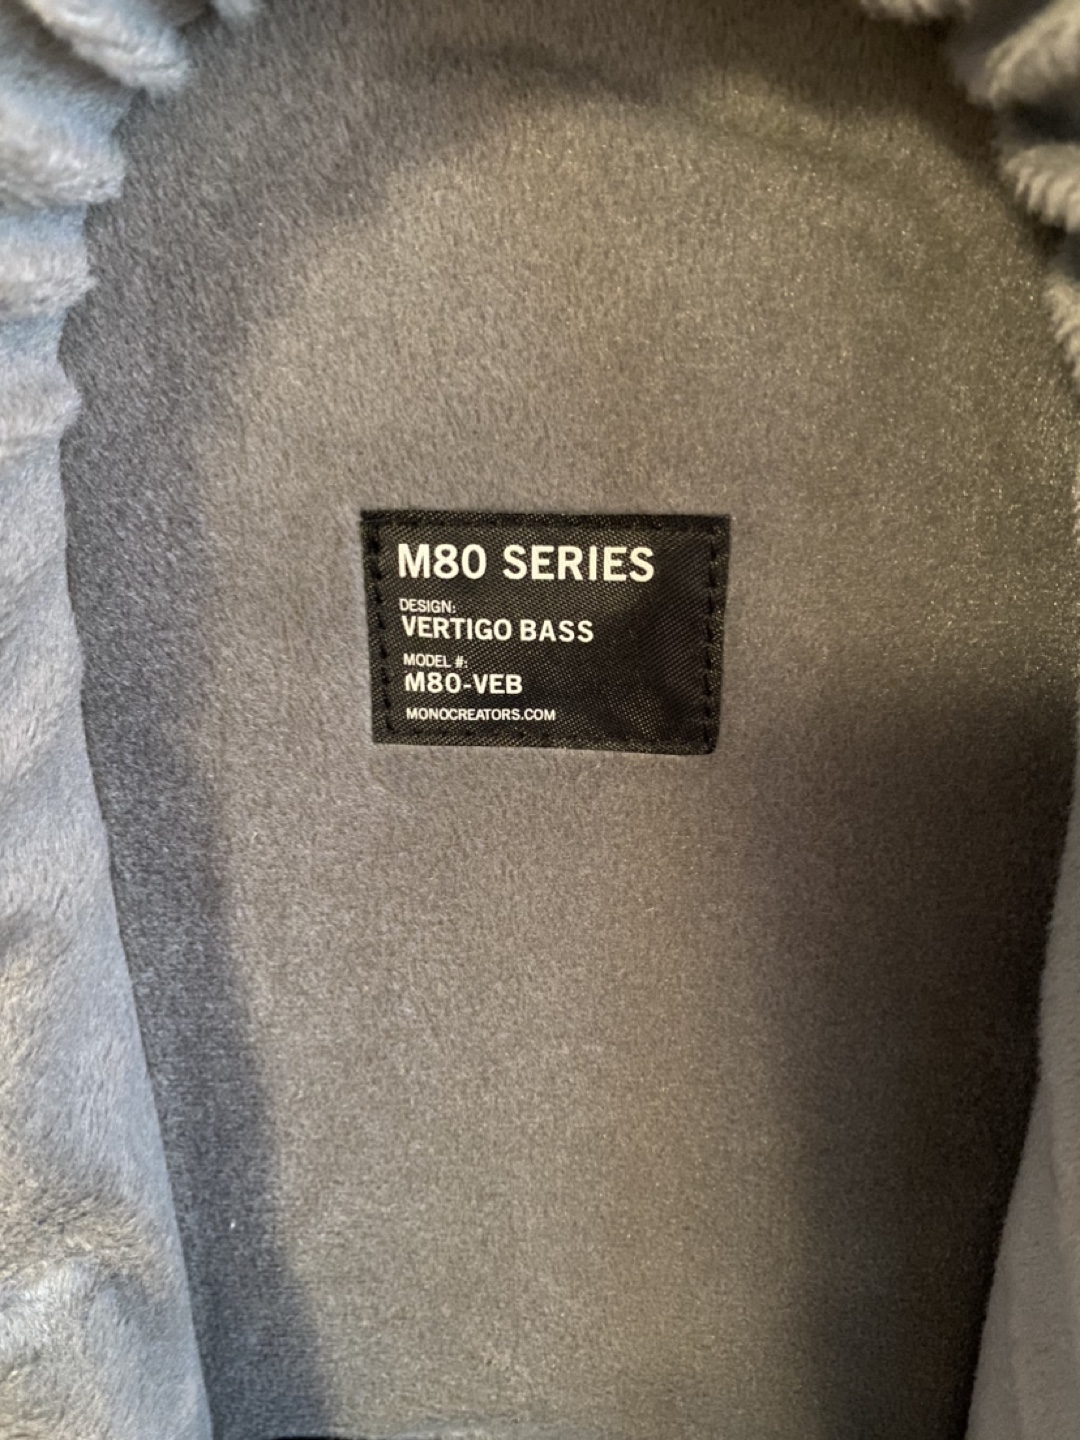 M80 SERIES
DESIGN:
VERTIGO BASS
MODEL #:
M80-VEB
MONOCREATORS.COM